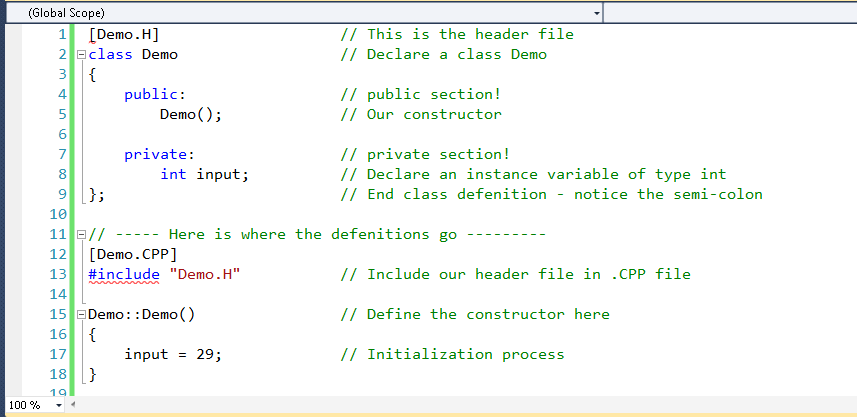 (Global Scope)
1 [Demo.H] // This is the header file
2 class Demo // Declare a class Demo
3 {
4 public: // public section!
5 Demo(); // Our constructor
6
7 private: // private section!
8 int input; // Declare an instance variable of type int
9 }; // End class defenition - notice the semi-colon
10
11 // ----- Here is where the defenitions go ---------
12 [Demo.CPP]
13 #include "Demo.H" // Include our header file in .CPP file
14
15 Demo::Demo() // Define the constructor here
16 {
17 input = 29; // Initialization process
18 }
19
100 %